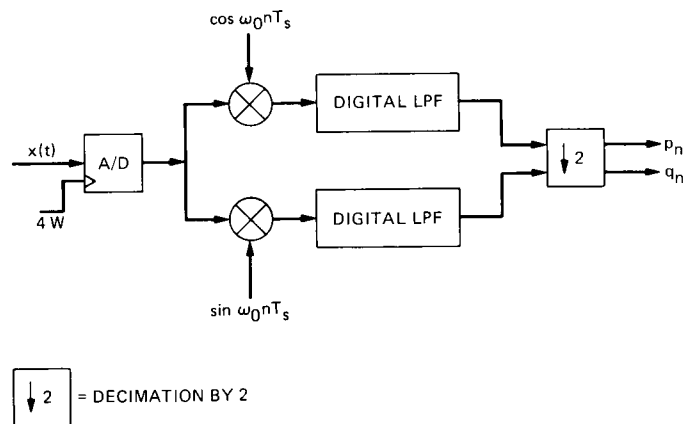 cos ω₀nTₛ
DIGITAL LPF
x(t)
A/D
4 W
↓ 2
pₙ
qₙ
DIGITAL LPF
sin ω₀nTₛ
↓ 2 = DECIMATION BY 2